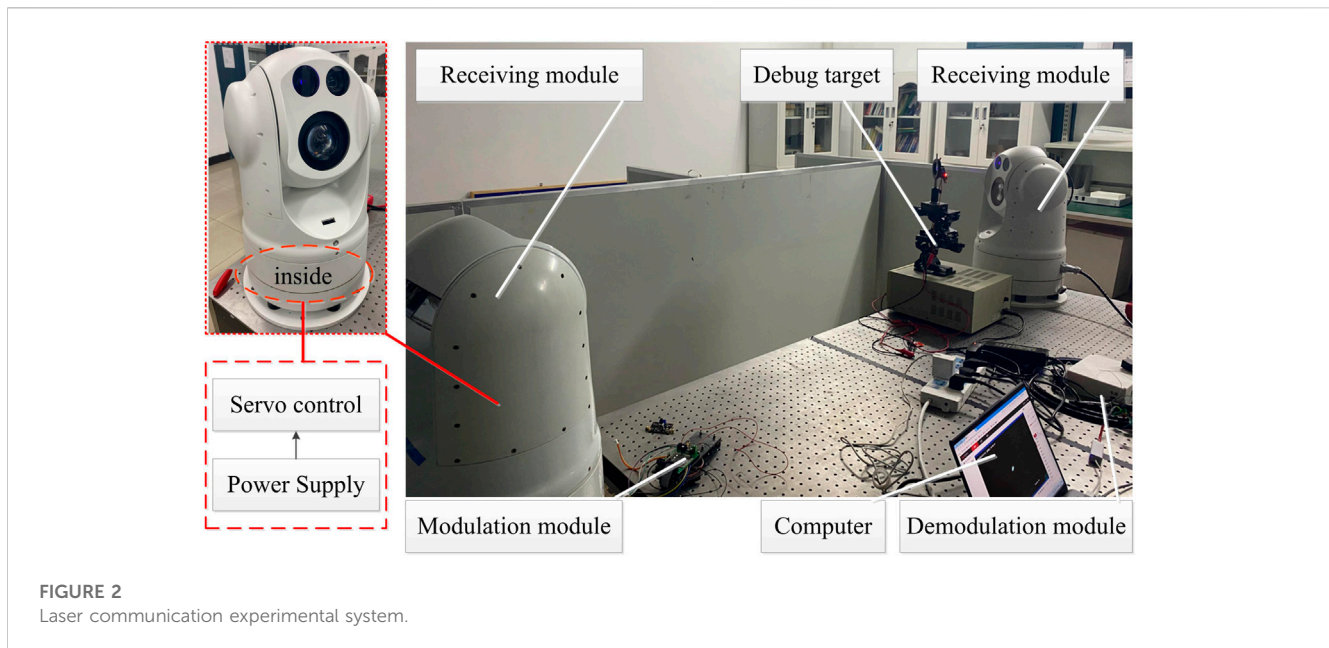 Receiving module
Debug target
Receiving module
inside
Servo control
Power Supply
Modulation module
Computer
Demodulation module
FIGURE 2
Laser communication experimental system.